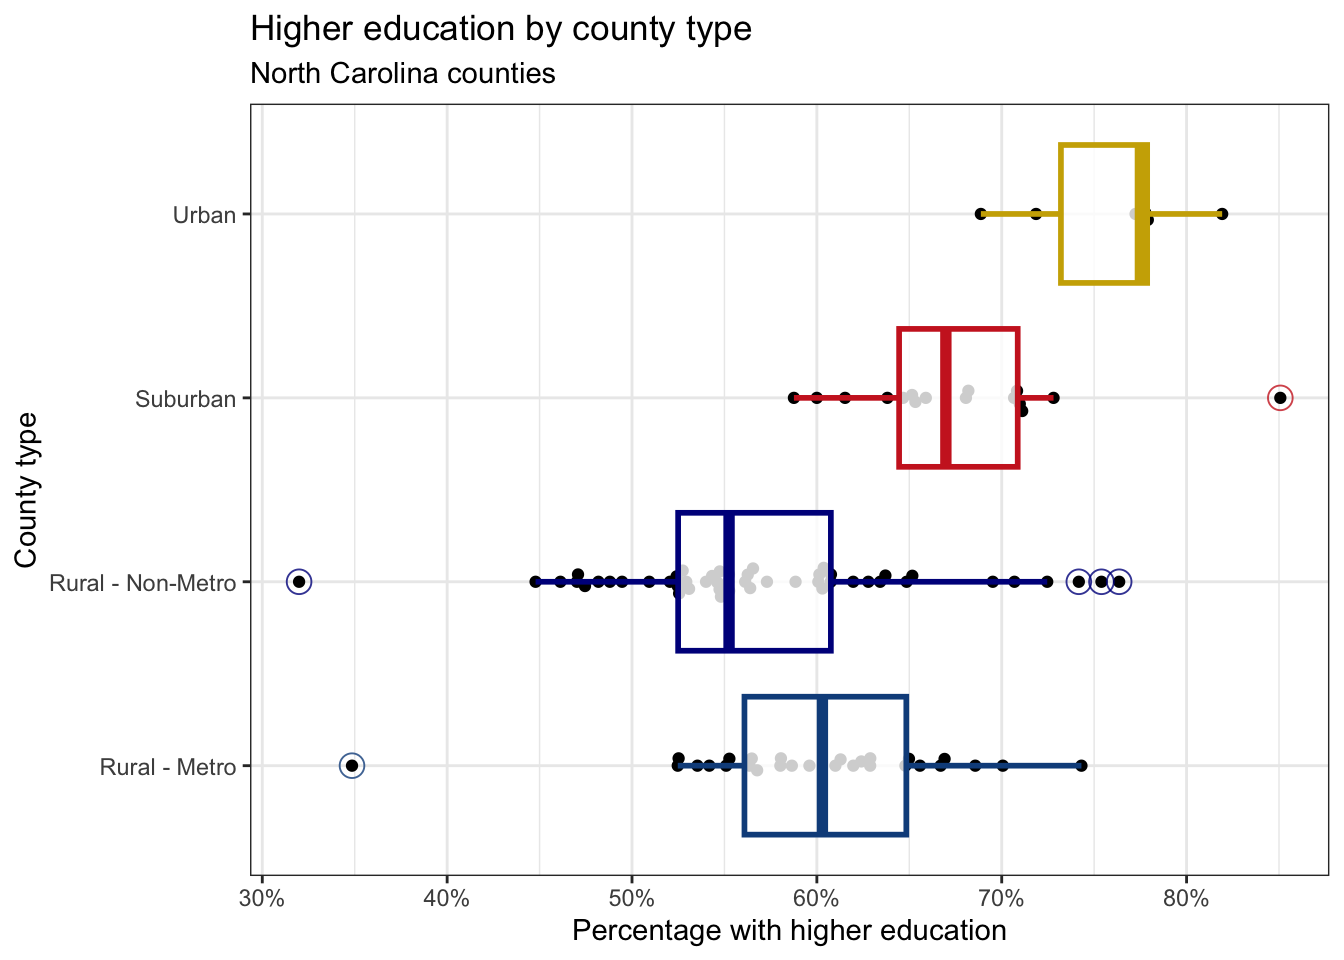 Higher education by county type
North Carolina counties
Urban
Suburban
Rural - Non-Metro
Rural - Metro
County type
30%
40%
50%
60%
70%
80%
Percentage with higher education